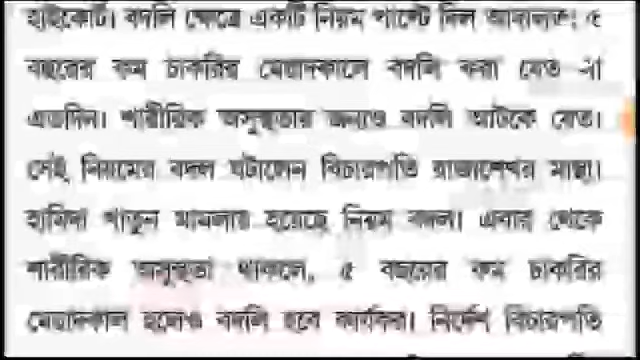 হাইকোর্ট। বদলি ক্ষেত্রে একটি নিয়ম পাল্টে দিল আদালত। ৫
বছরের কম চাকরির মেয়াদকালে বদলি করা যেত না
এতদিন। শারীরিক অসুস্থতার জন্যও বদলি আটকে যেত।
সেই নিয়মের বদল ঘটালেন বিচারপতি রাজাশেখর মান্থা।
হামিদা খাতুন মামলায় হয়েছে নিয়ম বদল। এবার থেকে
শারীরিক অসুস্থতা থাকলে, ৫ বছরের কম চাকরির
মেয়াদকাল হলেও বদলি হবে কার্যকর। নির্দেশ বিচারপতি